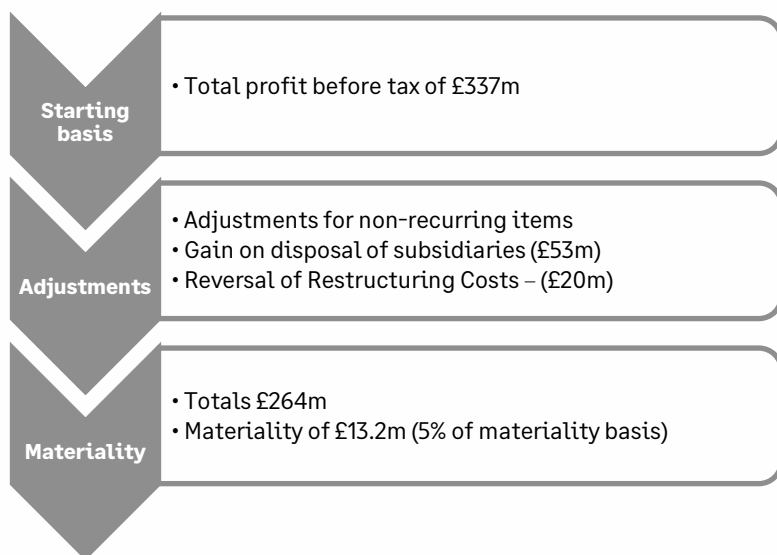 Starting
basis
• Total profit before tax of £337m
Adjustments
• Adjustments for non-recurring items
• Gain on disposal of subsidiaries (£53m)
• Reversal of Restructuring Costs – (£20m)
Materiality
• Totals £264m
• Materiality of £13.2m (5% of materiality basis)